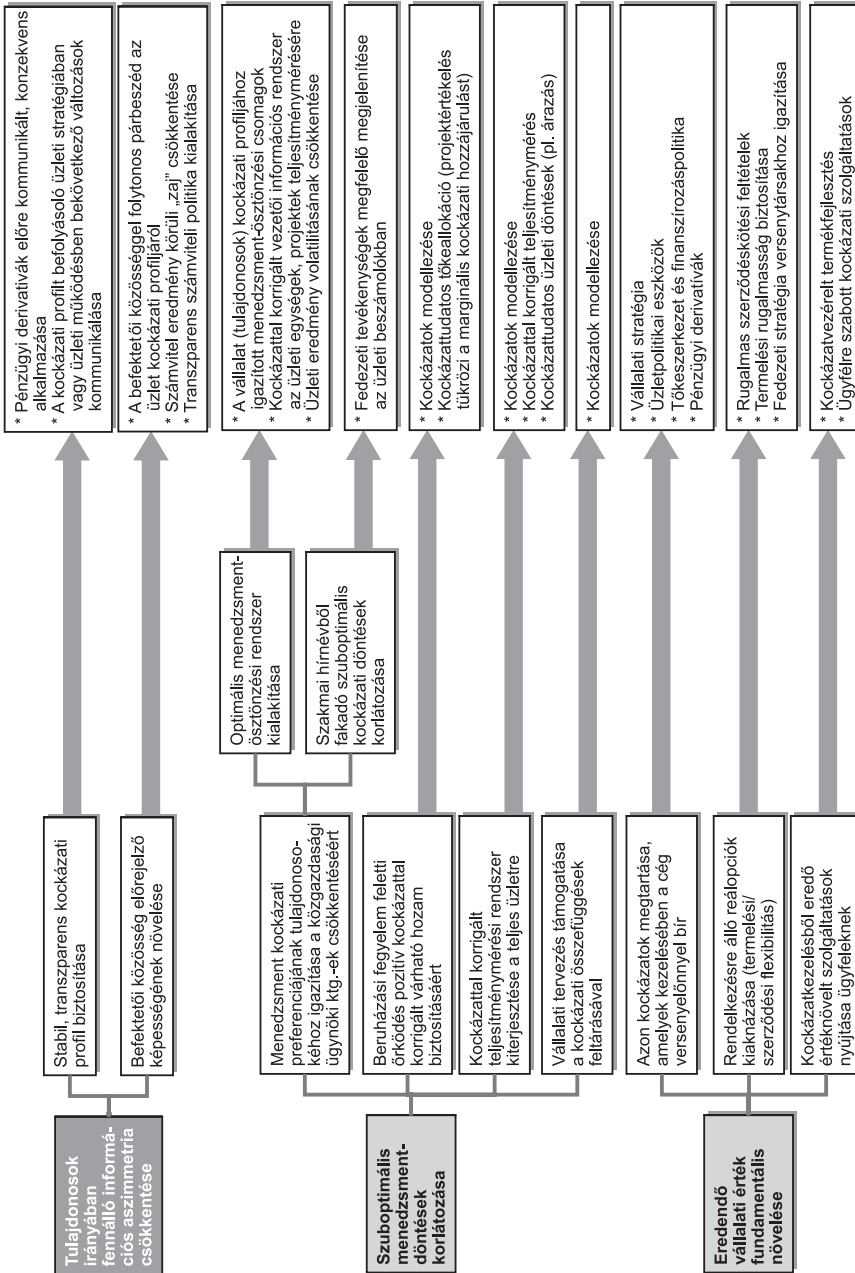 Tulajdonosok
irányában
fennálló informá-
ciós aszimmetria
csökkentése
Stabil, transzparens kockázati
profil biztosítása
* Pénzügyi derivatívák előre kommunikált, konzekvens
alkalmazása
* A kockázati profilt befolyásoló üzleti stratégiában
vagy üzleti működésben bekövetkező változások
kommunikálása
Befektetői közösség előrejelző
képességének növelése
* A befektetői közösséggel folytonos párbeszéd az
üzlet kockázati profiljáról
* Számvitel eredmény körüli „zaj” csökkentése
* Transzparens számviteli politika kialakítása
Szuboptimális
menedzsment-
döntések
korlátozása
Menedzsment kockázati
preferenciájának tulajdonoso-
kéhoz igazítása a közgazdasági
ügynöki ktg.-ek csökkentéséért
Optimális menedzsment-
ösztönzési rendszer
kialakítása
* A vállalat (tulajdonosok) kockázati profiljához
igazított menedzsment-ösztönzési csomagok
* Kockázattal korrigált vezetői információs rendszer
az üzleti egységek, projektek teljesítménymérésére
* Üzleti eredmény volatilitásának csökkentése
Szakmai hírnévből
fakadó szuboptimális
kockázati döntések
korlátozása
* Fedezeti tevékenységek megfelelő megjelenítése
az üzleti beszámolókban
Beruházási fegyelem feletti
őrködés pozitív kockázattal
korrigált várható hozam
biztosításáért
* Kockázatok modellezése
* Kockázattudatos tőkeallokáció (projektértékelés
tükrözi a marginális kockázati hozzájárulást)
Kockázattal korrigált
teljesítménymérési rendszer
kiterjesztése a teljes üzletre
* Kockázatok modellezése
* Kockázattal korrigált teljesítménymérés
* Kockázattudatos üzleti döntések (pl. árazás)
Vállalati tervezés támogatása
a kockázati összefüggések
feltárásával
* Kockázatok modellezése
Eredendő
vállalati érték
fundamentális
növelése
Azon kockázatok megtartása,
amelyek kezelésében a cég
versenyelőnnyel bír
* Vállalati stratégia
* Üzletpolitikai eszközök
* Tőkeszerkezet és finanszírozáspolitika
* Pénzügyi derivatívák
Rendelkezésre álló reálopciók
kiaknázása (termelési/
szerződési flexibilitás)
* Rugalmas szerződéskötési feltételek
* Termelési rugalmasság biztosítása
* Fedezeti stratégia versenytársakhoz igazítása
Kockázatkezelésből eredő
értéknövelt szolgáltatások
nyújtása ügyfeleknek
* Kockázatvezérelt termékfejlesztés
* Ügyfélre szabott kockázati szolgáltatások